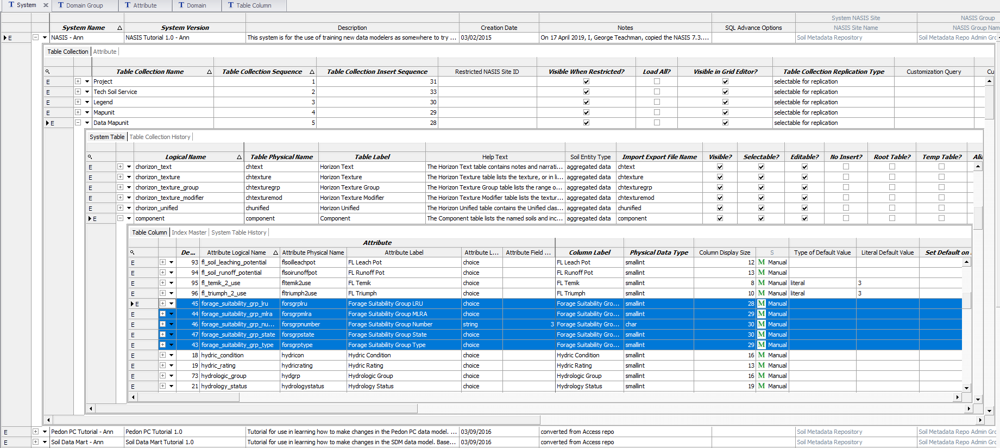 System Domain Group Attribute Domain Table Column
System NASIS Site NASIS Group
System Name System Version Description Creation Date Notes SQL Advance Options NASIS Site Name NASIS Group Nam
E NASIS - Ann NASIS Tutorial 1.0 - Ann This system is for the use of training new data modelers as somewhere to try ... 03/02/2015 On 17 April 2019, I, George Teachman, copied the NASIS 7.3.... Soil Metadata Repository Soil Metadata Repo Admin Grc
Table Collection Attribute
Table Collection Name Table Collection Sequence Table Collection Insert Sequence Restricted NASIS Site ID Visible When Restricted? Load All? Visible in Grid Editor? Table Collection Replication Type Customization Query Cu
E Project 1 31 selectable for replication
E Tech Soil Service 2 33 selectable for replication
E Legend 3 30 selectable for replication
E Mapunit 4 29 selectable for replication
E Data Mapunit 5 28 selectable for replication
System Table Table Collection History
Logical Name Table Physical Name Table Label Help Text Soil Entity Type Import Export File Name Visible? Selectable? Editable? No Insert? Root Table? Temp Table? Alia
E chorizon_text chtext Horizon Text The Horizon Text table contains notes and narrati... aggregated data chtext
E chorizon_texture chtexture Horizon Texture The Horizon Texture table lists the texture, or in li... aggregated data chtexture
E chorizon_texture_group chtexturegrp Horizon Texture Group The Horizon Texture Group table lists the range o... aggregated data chtexturegrp
E chorizon_texture_modifier chtexturemod Horizon Texture Modifier The Horizon Texture Modifier table lists the textur... aggregated data chtexturemod
E chorizon_unified chunified Horizon Unified The Horizon Unified table contains the Unified clas... aggregated data chunified
E component component Component The Component table lists the named soils and inc... aggregated data component
Table Column Index Master System Table History
Attribute
De ... Attribute Logical Name Attribute Physical Name Attribute Label Attribute L... Attribute Field ... Column Label Physical Data Type Column Display Size S Type of Default Value Literal Default Value Set Default on
E 93 fl_soil_leaching_potential flsoilleachpot FL Leach Pot choice FL Leach Pot smallint 12 M Manual
E 94 fl_soil_runoff_potential flsoirunoffpot FL Runoff Pot choice FL Runoff Pot smallint 13 M Manual
E 95 fl_temik_2_use fltemik2use FL Temik choice FL Temik smallint 8 M Manual literal 3
E 96 fl_triumph_2_use fltriumph2use FL Triumph choice FL Triumph smallint 10 M Manual literal 3
E 45 forage_suitability_grp_lru forsgrplru Forage Suitability Group LRU choice Forage Suitability Gro... smallint 28 M Manual
E 44 forage_suitability_grp_mlra forsgrpmlra Forage Suitability Group MLRA choice Forage Suitability Gro... smallint 29 M Manual
E 46 forage_suitability_grp_nu... forsgrpnumber Forage Suitability Group Number string 3 Forage Suitability Gro... char 30 M Manual
E 47 forage_suitability_grp_state forsgrpstate Forage Suitability Group State choice Forage Suitability Gro... smallint 30 M Manual
E 43 forage_suitability_grp_type forsgrptype Forage Suitability Group Type choice Forage Suitability Gro... smallint 29 M Manual
E 18 hydric_condition hydricon Hydric Condition choice Hydric Condition smallint 16 M Manual
E 19 hydric_rating hydricrating Hydric Rating choice Hydric Rating smallint 13 M Manual
E 73 hydrologic_group hydgrp Hydrologic Group choice Hydrologic Group smallint 16 M Manual
E 21 hydrology_status hydrologystatus Hydrology Status choice Hydrology Status smallint 19 M Manual
E Pedon PC Tutorial - Ann Pedon PC Tutorial 1.0 Tutorial for use in learning how to make changes in the Pedon PC data model. ... 03/09/2016 converted from Access repo Soil Metadata Repository Soil Metadata Repo Admin Grc
E Soil Data Mart - Ann Soil Data Mart Tutorial 1.0 Tutorial for use in learning how to make changes in the SDM data model. Base... 03/09/2016 converted from Access repo Soil Metadata Repository Soil Metadata Repo Admin Grc